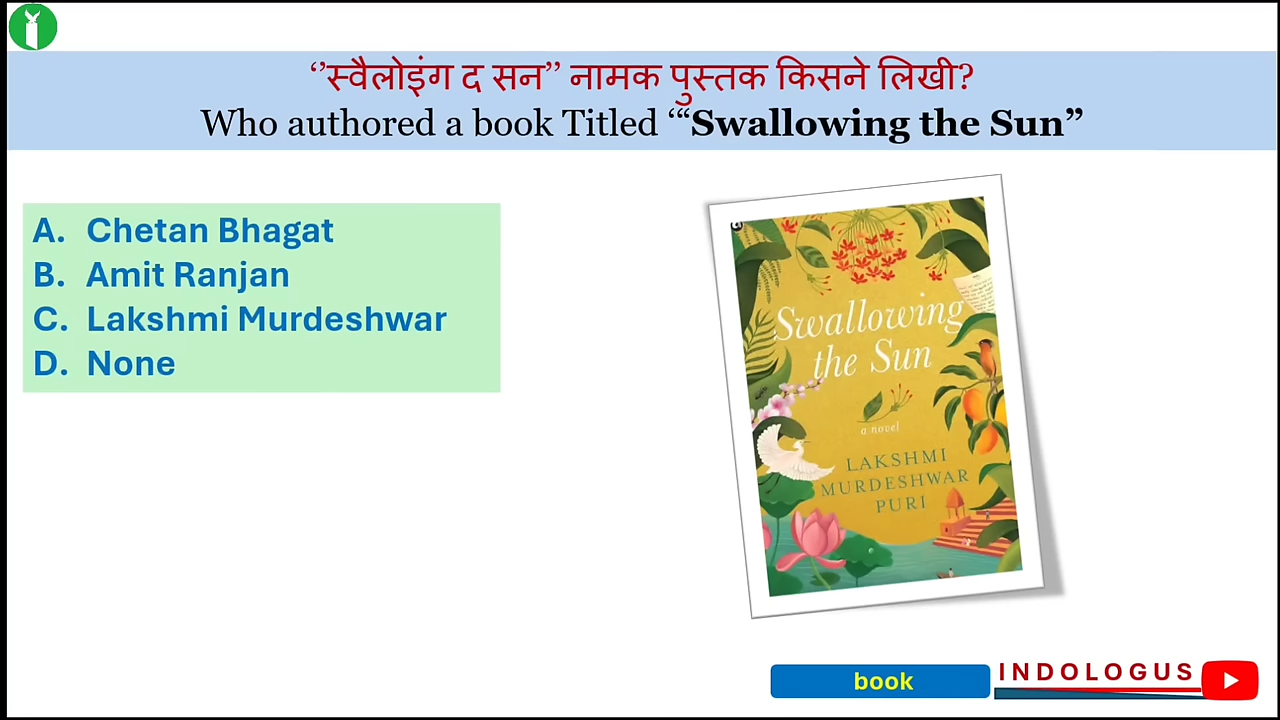 ‘’स्वैलोइंग द सन’’ नामक पुस्तक किसने लिखी?
Who authored a book Titled ‘“Swallowing the Sun”
A. Chetan Bhagat
B. Amit Ranjan
C. Lakshmi Murdeshwar
D. None
Swallowing
the Sun
a novel
LAKSHMI
MURDESHWAR
PURI
book
INDOLOGUS